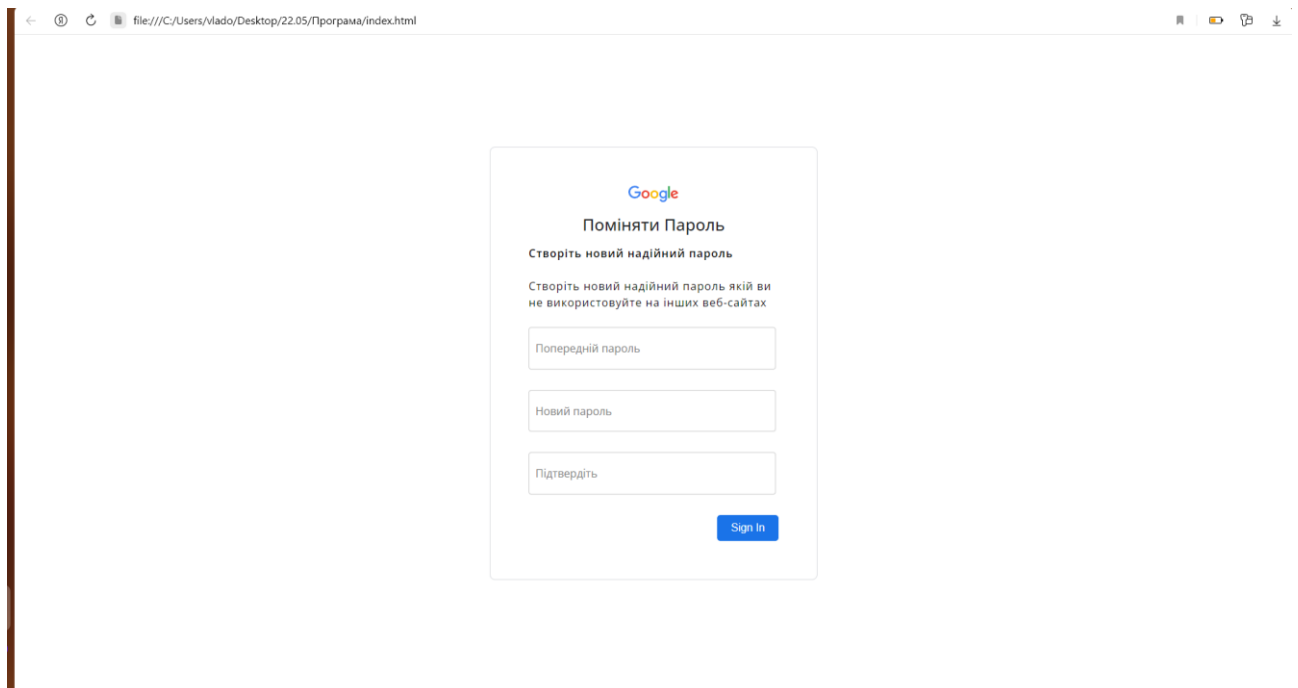 file:///C:/Users/vlado/Desktop/22.05/Програма/index.html
Google
Поміняти Пароль
Створіть новий надійний пароль
Створіть новий надійний пароль якій ви
не використовуйте на інших веб-сайтах
Попередній пароль
Новий пароль
Підтвердіть
Sign In